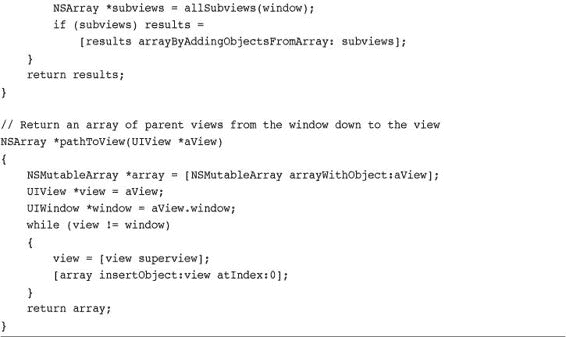 NSArray *subviews = allSubviews(window);
        if (subviews) results =
            [results arrayByAddingObjectsFromArray: subviews];
    }
    return results;
}

// Return an array of parent views from the window down to the view
NSArray *pathToView(UIView *aView)
{
    NSMutableArray *array = [NSMutableArray arrayWithObject:aView];
    UIView *view = aView;
    UIWindow *window = aView.window;
    while (view != window)
    {
        view = [view superview];
        [array insertObject:view atIndex:0];
    }
    return array;
}